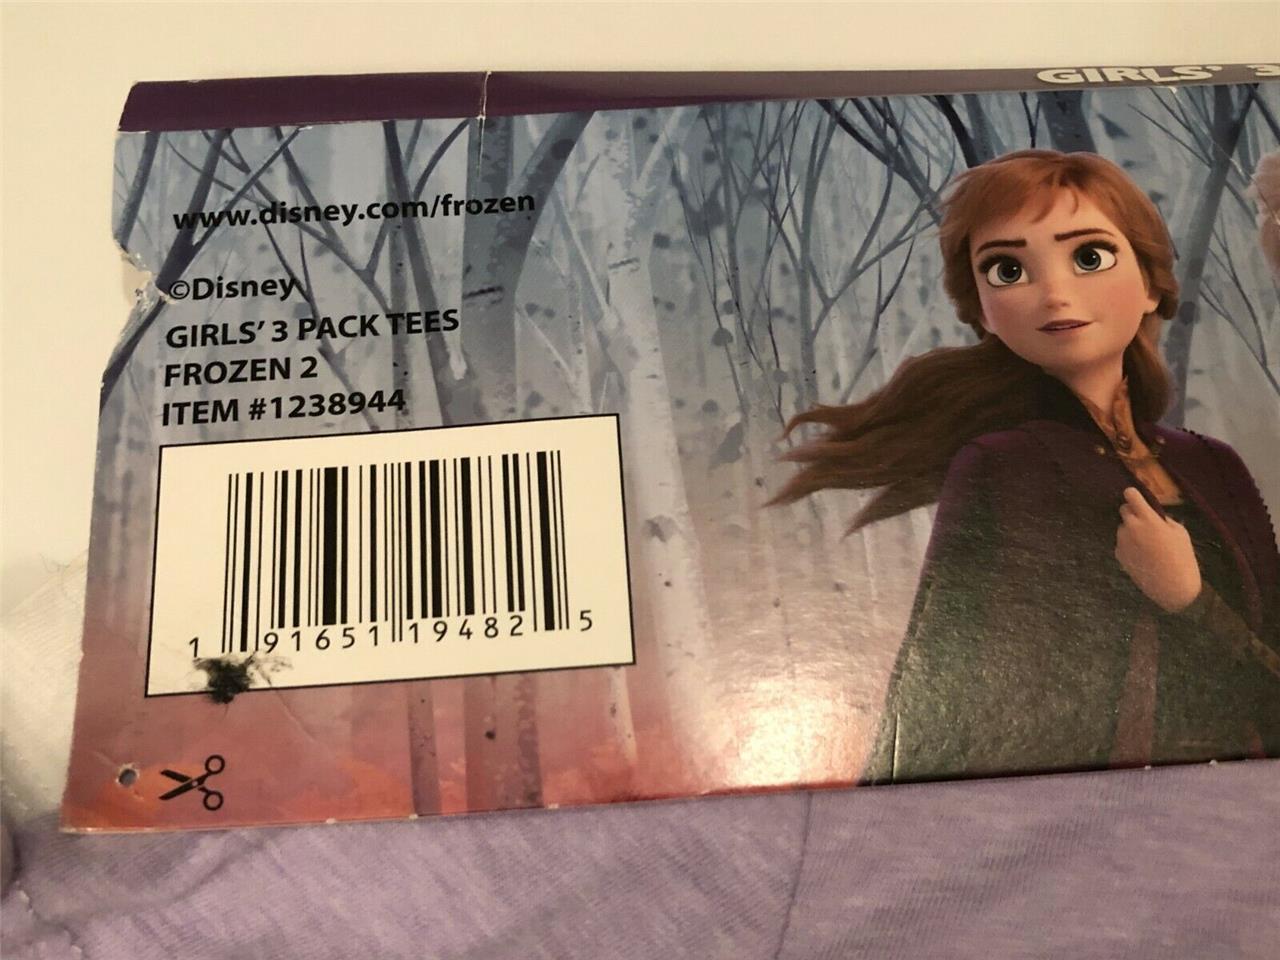 GIRLS' 3
www.disney.com/frozen
©Disney
GIRLS' 3 PACK TEES
FROZEN 2
ITEM #1238944
1 91651 19482 5